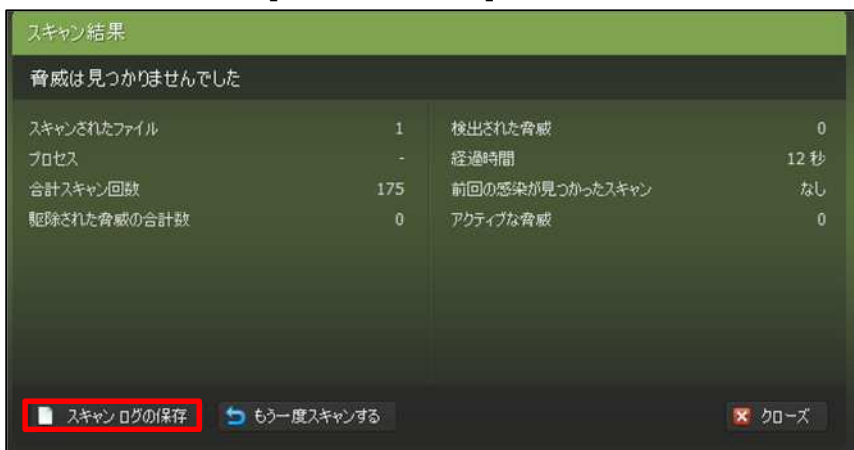 スキャン結果
脅威は見つかりませんでした
スキャンされたファイル 1 検出された脅威 0
プロセス - 経過時間 12 秒
合計スキャン回数 175 前回の感染が見つかったスキャン なし
駆除された脅威の合計数 0 アクティブな脅威 0
スキャン ログの保存 もう一度スキャンする クローズ